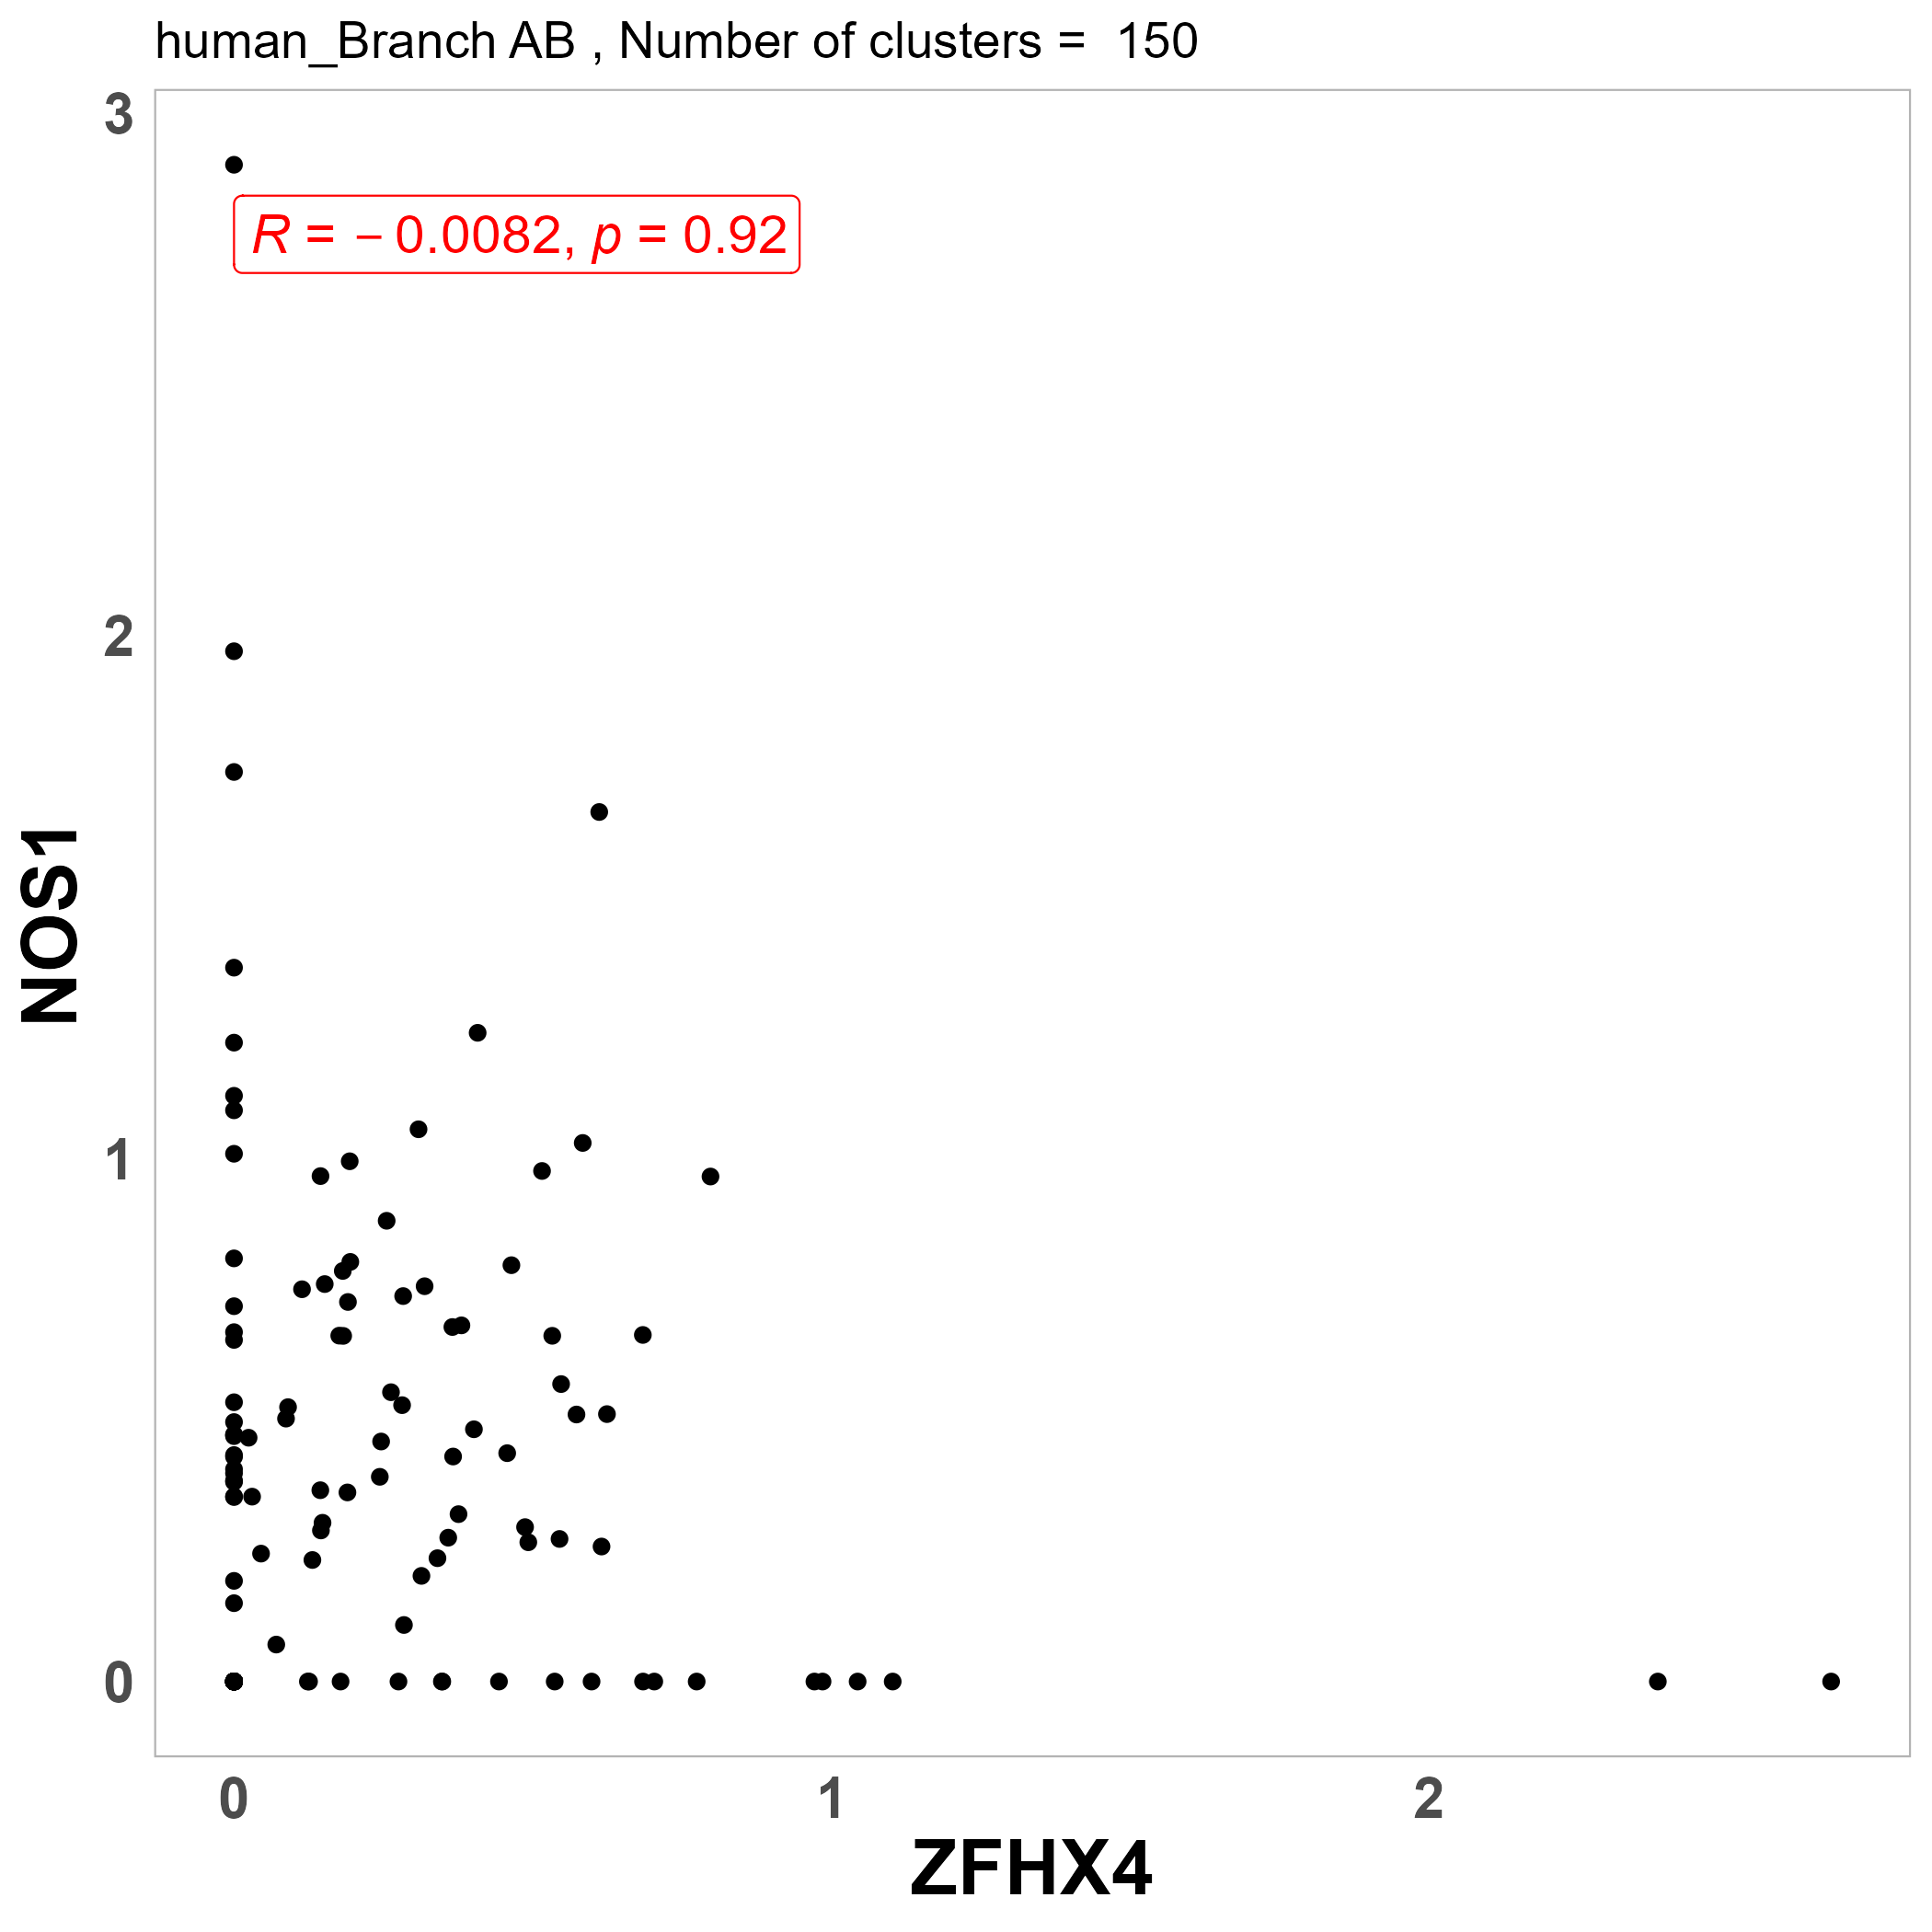 human_Branch AB , Number of clusters =  150
3
R = − 0.0082, p = 0.92
2
NOS1
1
0
0 1 2
ZFHX4